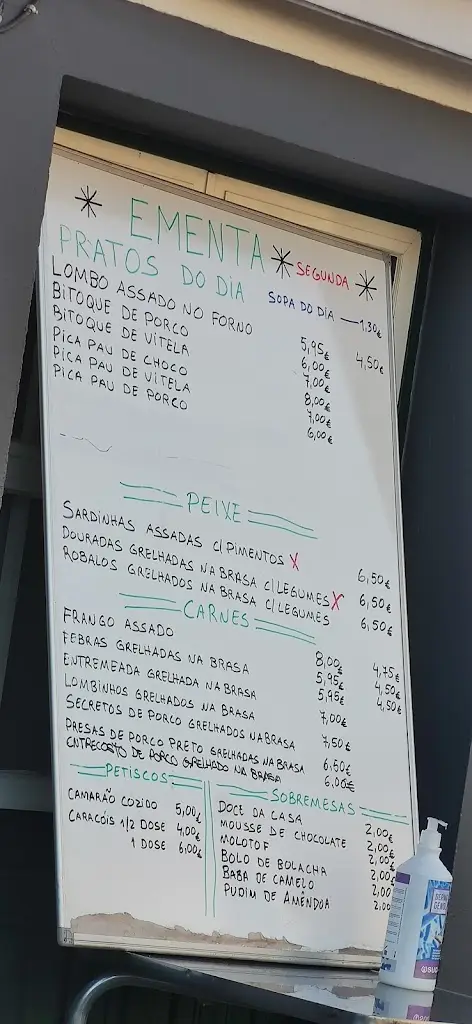 EMENTA
SEGUNDA
PRATOS DO DIA
SOPA DO DIA — 1,30€
LOMBO ASSADO NO FORNO 5,95€ 4,50€
BITOQUE DE PORCO 6,00€
BITOQUE DE VITELA 7,00€
PICA PAU DE CHOCO 8,00€
PICA PAU DE VITELA 7,00€
PICA PAU DE PORCO 6,00€
PEIXE
SARDINHAS ASSADAS C/ PIMENTOS X 6,50€
DOURADAS GRELHADAS NA BRASA C/ LEGUMES X 6,50€
ROBALOS GRELHADOS NA BRASA C/ LEGUMES 6,50€
CARNES
FRANGO ASSADO 8,00€ 4,75€
FEBRAS GRELHADAS NA BRASA 5,95€ 4,50€
ENTREMEADA GRELHADA NA BRASA 5,95€ 4,50€
LOMBINHOS GRELHADOS NA BRASA 7,00€
SECRETOS DE PORCO GRELHADOS NA BRASA 7,50€
PRESAS DE PORCO PRETO GRELHADAS NA BRASA 6,50€
ENTRECOSTO DE PORCO GRELHADO NA BRASA 6,00€
PETISCOS
CAMARÃO COZIDO 5,00€
CARACÓIS 1/2 DOSE 4,00€
1 DOSE 6,00€
SOBREMESAS
DOCE DA CASA 2,00€
MOUSSE DE CHOCOLATE 2,00€
MOLOTOF 2,00€
BOLO DE BOLACHA 2,00€
BABA DE CAMELO 2,00
PUDIM DE AMÊNDOA 2,00